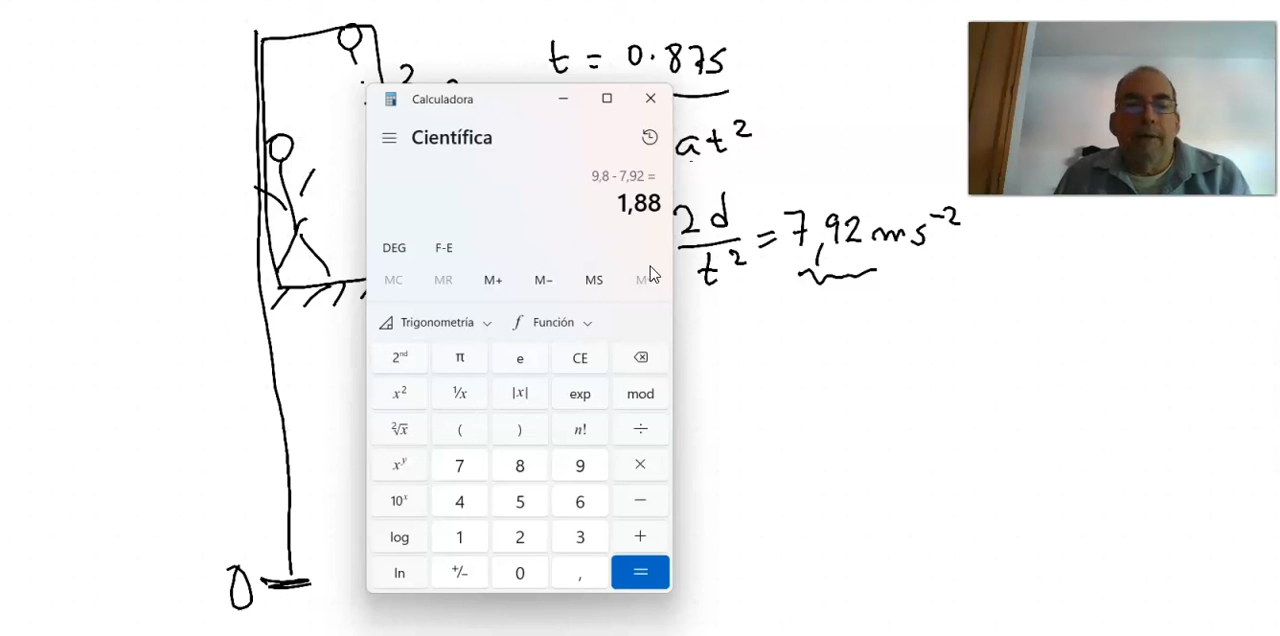 t = 0.87s
Calculadora
Científica
at²
9,8 - 7,92 =
1,88
2d
/
t²
= 7,92 ms⁻²
DEG F-E
MC MR M+ M− MS
Trigonometría Función
2ⁿᵈ π e CE
x² ¹/x |x| exp mod
²√x ( ) n! ÷
xʸ 7 8 9 ×
10ˣ 4 5 6 −
log 1 2 3 +
ln +/− 0 , =
0